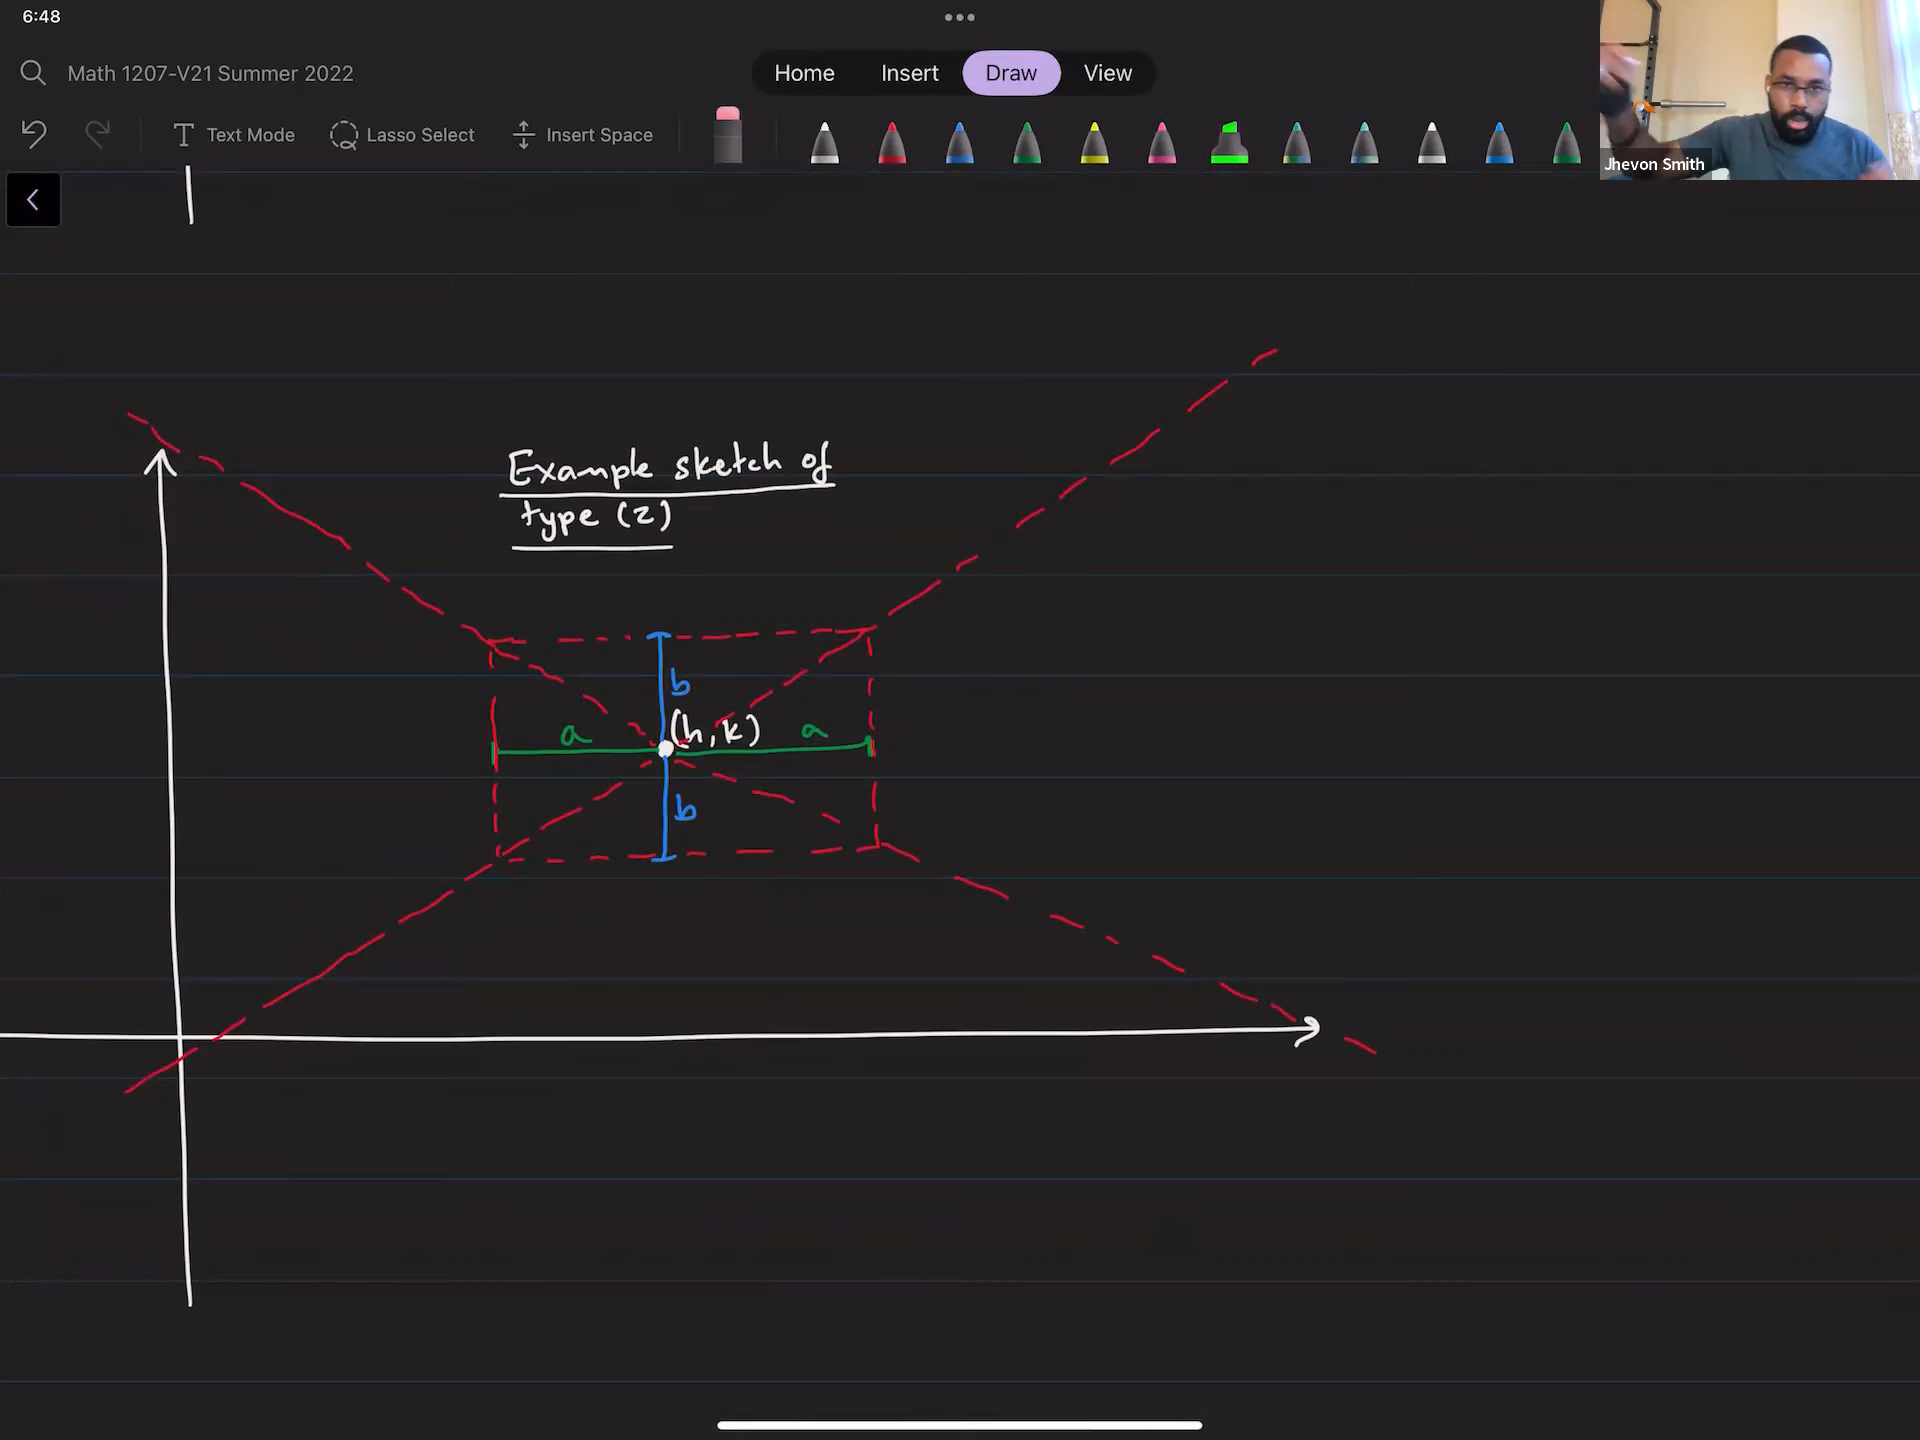 6:48
Math 1207-V21 Summer 2022
Home Insert Draw View
Text Mode Lasso Select Insert Space
Jhevon Smith
Example sketch of
type (2)
b
(h,k)
a a
b